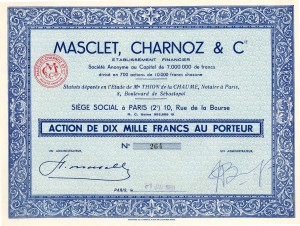 MASCLET, CHARNOZ & Cie
ÉTABLISSEMENT FINANCIER
Société Anonyme au Capital de 7.000.000 de francs
divisé en 700 actions de 10.000 francs chacune
Statuts déposés en l'Étude de Me THION de la CHAUME, Notaire à Paris,
8, Boulevard de Sébastopol
SIÈGE SOCIAL à PARIS (2e) 10, Rue de la Bourse
R. C. Seine
ACTION DE DIX MILLE FRANCS AU PORTEUR
No 264
UN ADMINISTRATEUR,
UN ADMINISTRATEUR,
PARIS, le